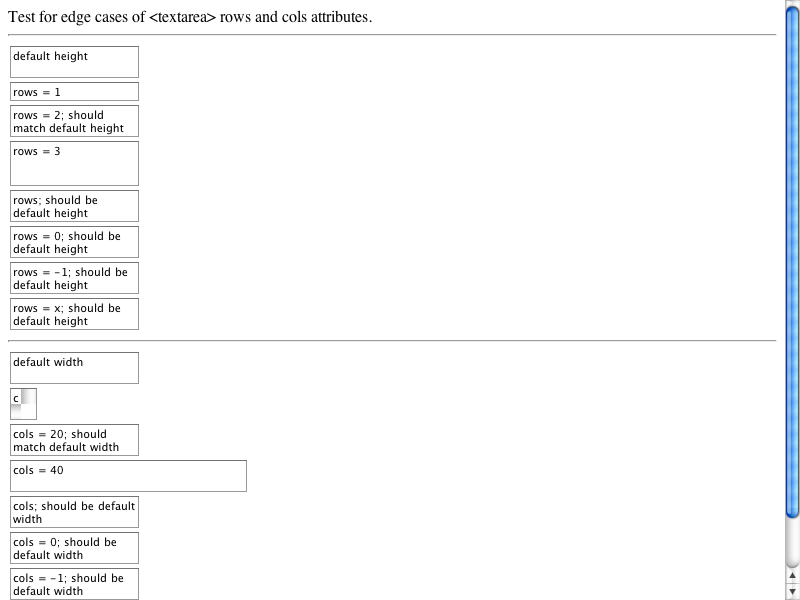 Test for edge cases of <textarea> rows and cols attributes.
default height
rows = 1
rows = 2; should
match default height
rows = 3
rows; should be
default height
rows = 0; should be
default height
rows = -1; should be
default height
rows = x; should be
default height
default width
c
cols = 20; should
match default width
cols = 40
cols; should be default
width
cols = 0; should be
default width
cols = -1; should be
default width